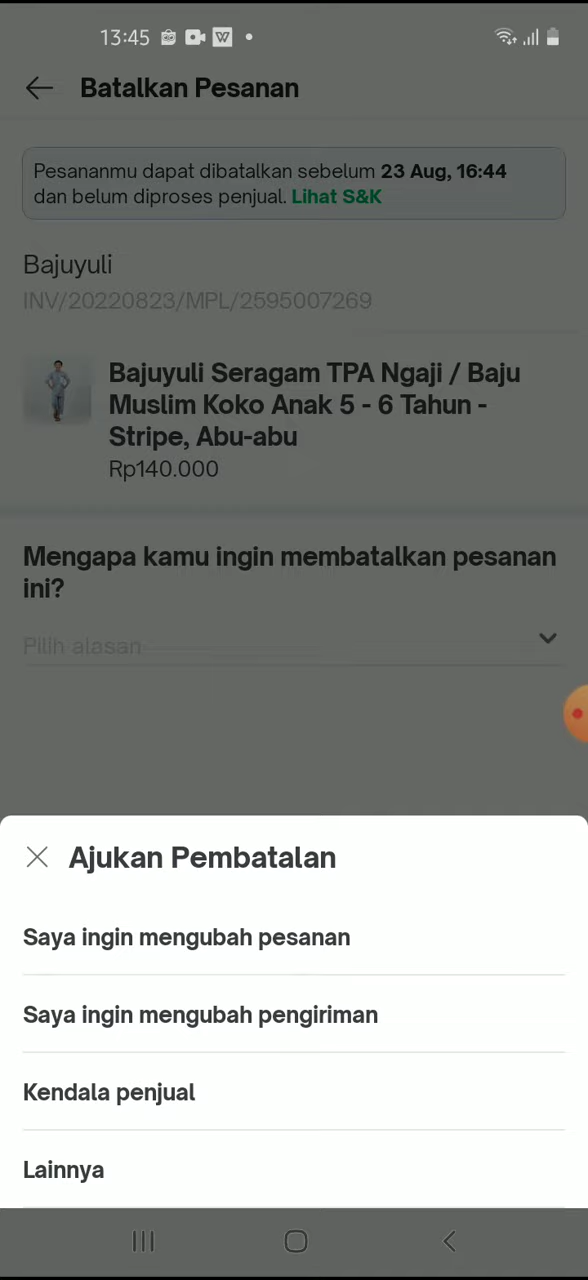 13:45
Batalkan Pesanan
Pesananmu dapat dibatalkan sebelum 23 Aug, 16:44
dan belum diproses penjual. Lihat S&K
Bajuyuli
INV/20220823/MPL/2595007269
Bajuyuli Seragam TPA Ngaji / Baju
Muslim Koko Anak 5 - 6 Tahun -
Stripe, Abu-abu
Rp140.000
Mengapa kamu ingin membatalkan pesanan
ini?
Pilih alasan
Ajukan Pembatalan
Saya ingin mengubah pesanan
Saya ingin mengubah pengiriman
Kendala penjual
Lainnya